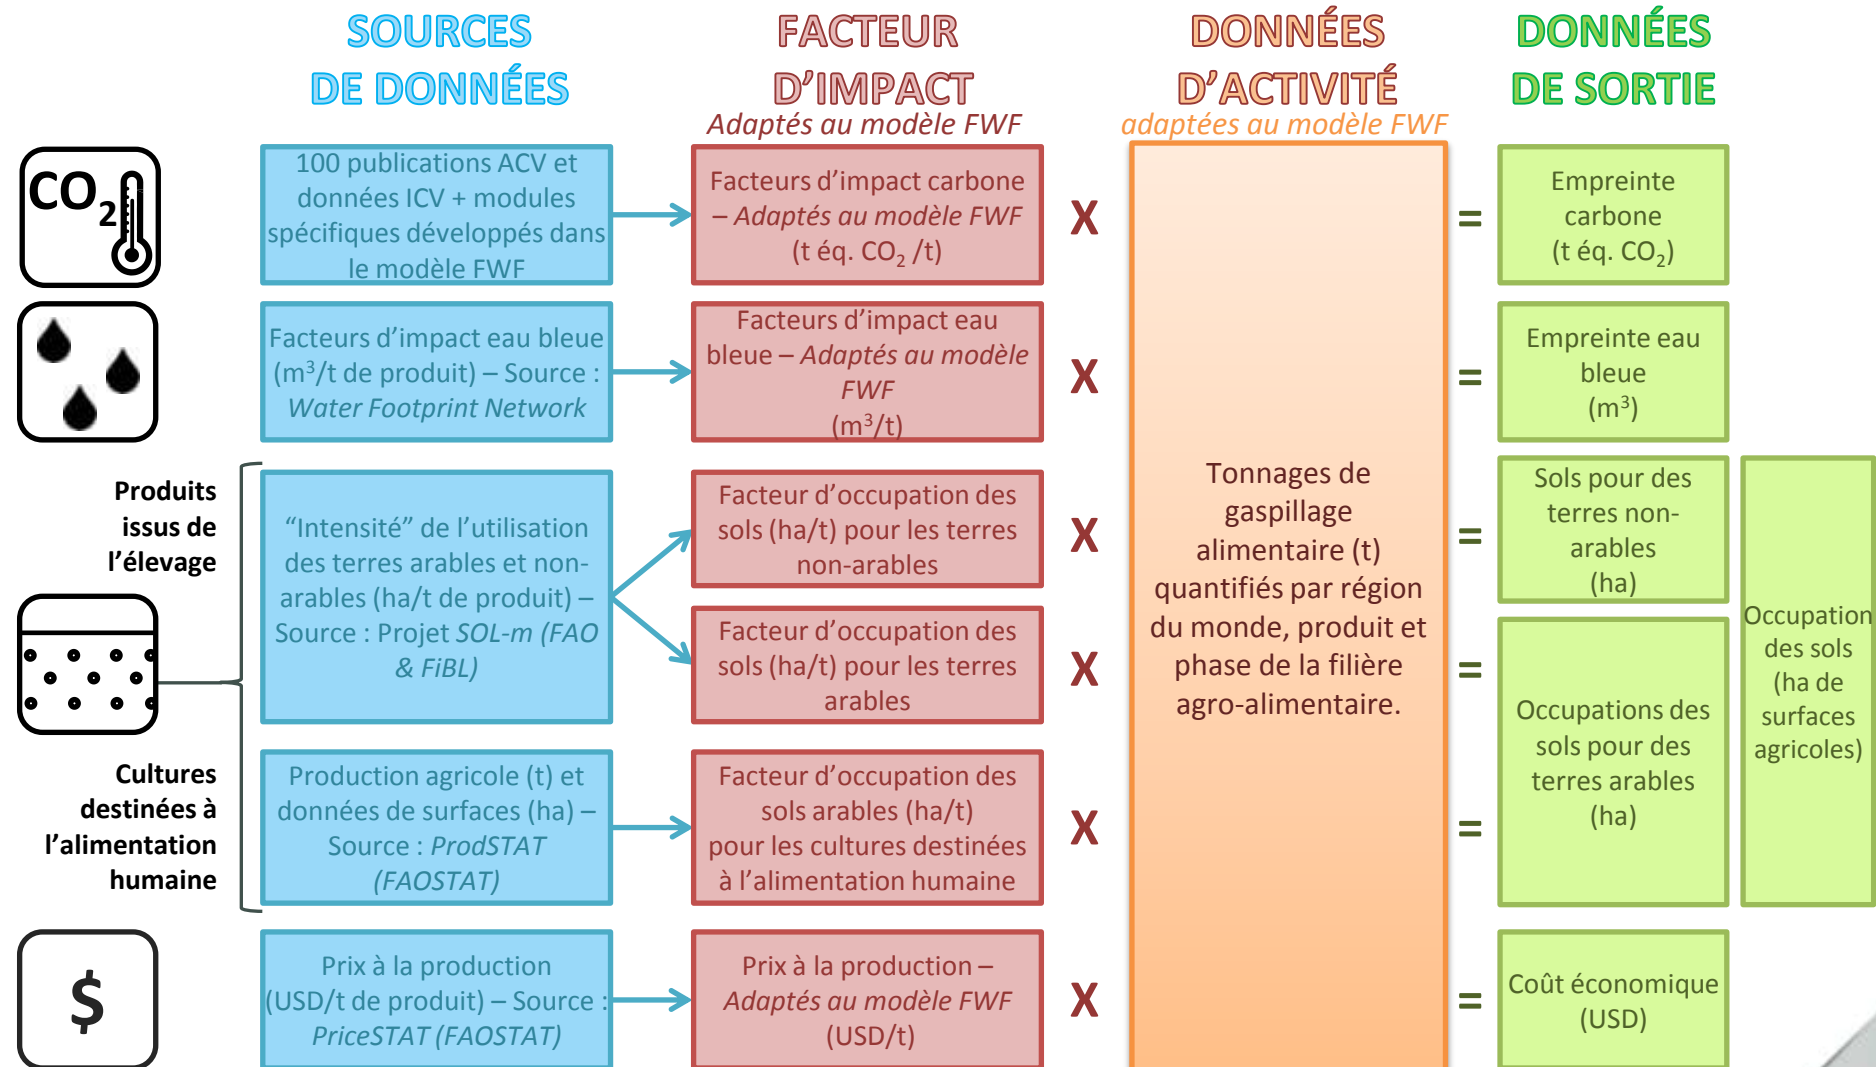 SOURCES
DE DONNÉES
FACTEUR
D'IMPACT
Adaptés au modèle FWF
DONNÉES
D'ACTIVITÉ
adaptées au modèle FWF
DONNÉES
DE SORTIE
CO2
100 publications ACV et
données ICV + modules
spécifiques développés dans
le modèle FWF
Facteurs d'impact carbone
– Adaptés au modèle FWF
(t éq. CO2 /t)
X
=
Empreinte
carbone
(t éq. CO2)
Facteurs d'impact eau bleue
(m3/t de produit) – Source :
Water Footprint Network
Facteurs d'impact eau
bleue – Adaptés au modèle
FWF
(m3/t)
X
=
Empreinte eau
bleue
(m3)
Produits
issus de
l'élevage
"Intensité" de l'utilisation
des terres arables et non-
arables (ha/t de produit) –
Source : Projet SOL-m (FAO
& FiBL)
Facteur d'occupation des
sols (ha/t) pour les terres
non-arables
X
=
Sols pour des
terres non-
arables
(ha)
Facteur d'occupation des
sols (ha/t) pour les terres
arables
X
=
Tonnages de
gaspillage
alimentaire (t)
quantifiés par région
du monde, produit et
phase de la filière
agro-alimentaire.
Occupations des
sols pour des
terres arables
(ha)
Occupation
des sols
(ha de
surfaces
agricoles)
Cultures
destinées à
l'alimentation
humaine
Production agricole (t) et
données de surfaces (ha) –
Source : ProdSTAT
(FAOSTAT)
Facteur d'occupation des
sols arables (ha/t)
pour les cultures destinées
à l'alimentation humaine
X
=
$
Prix à la production
(USD/t de produit) – Source :
PriceSTAT (FAOSTAT)
Prix à la production –
Adaptés au modèle FWF
(USD/t)
X
=
Coût économique
(USD)